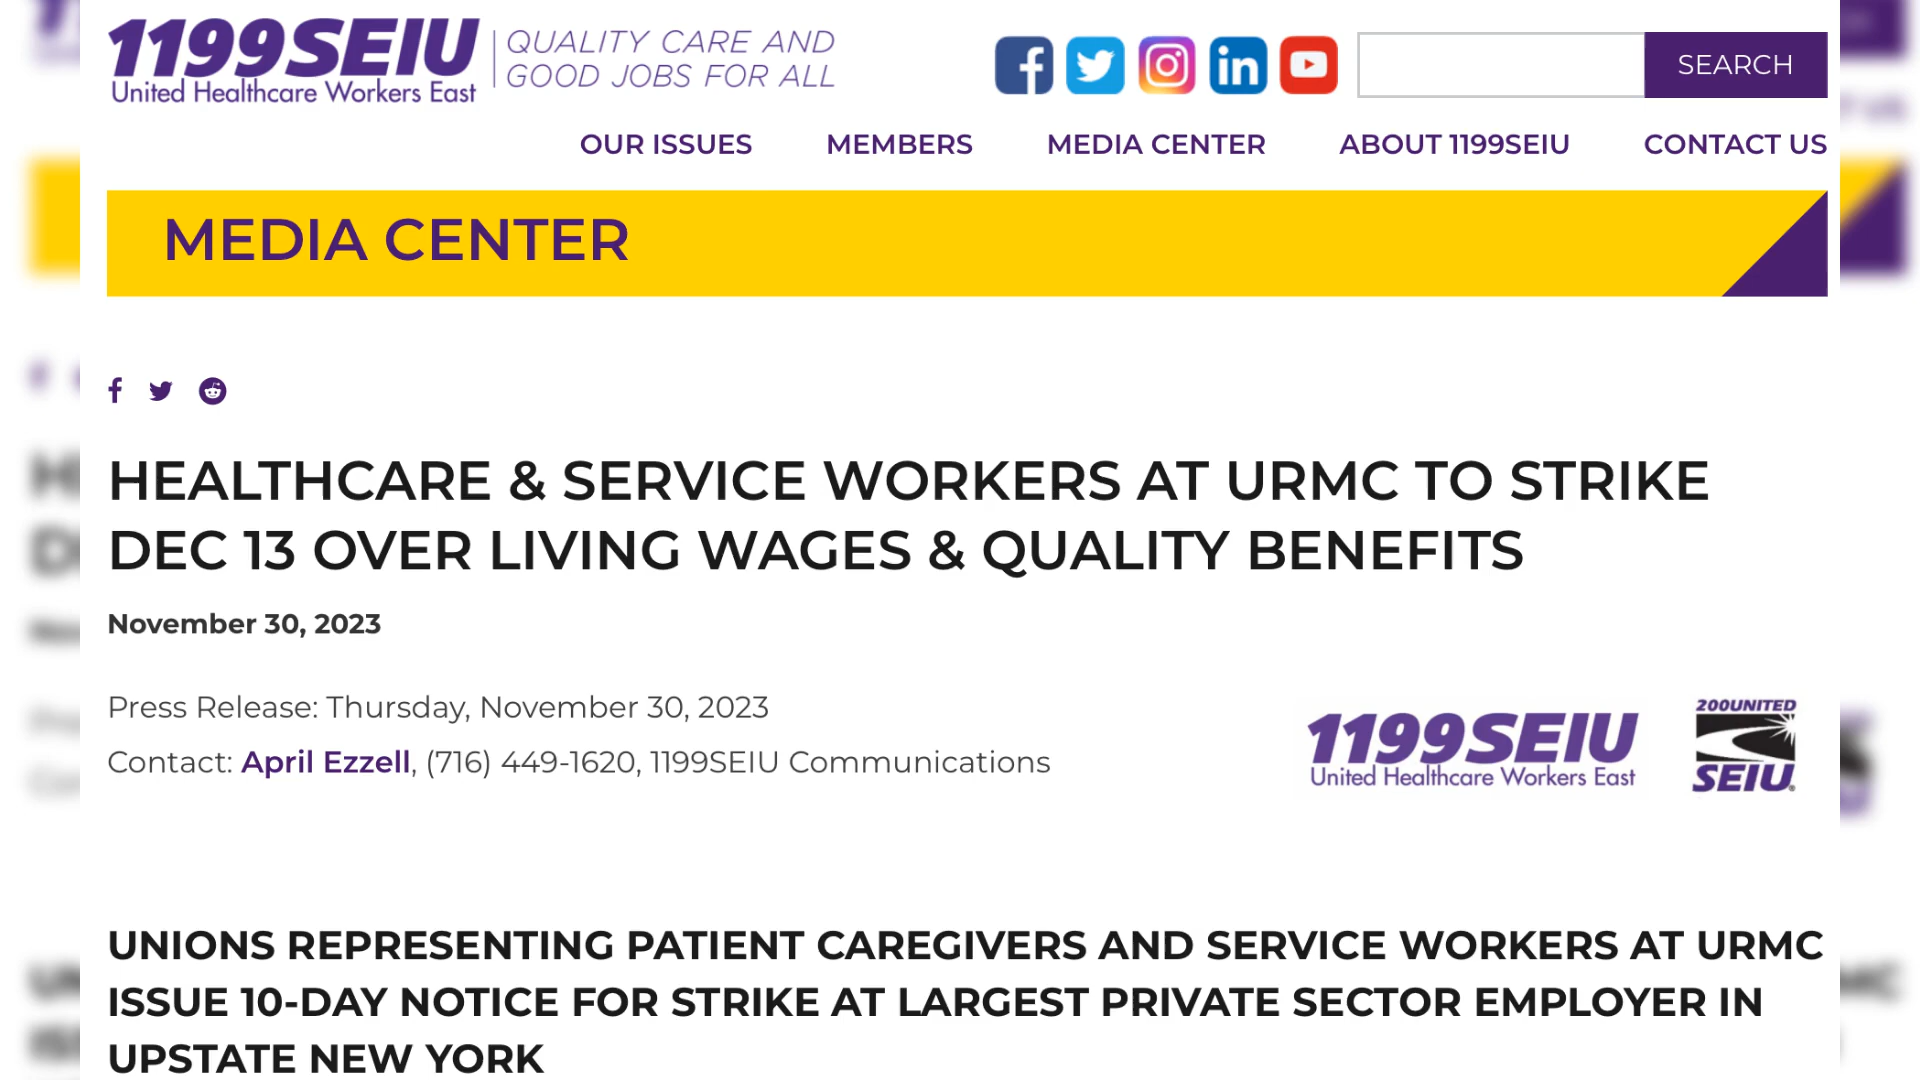 1199SEIU
United Healthcare Workers East
QUALITY CARE AND
GOOD JOBS FOR ALL
SEARCH
OUR ISSUES MEMBERS MEDIA CENTER ABOUT 1199SEIU CONTACT US
MEDIA CENTER
HEALTHCARE & SERVICE WORKERS AT URMC TO STRIKE
DEC 13 OVER LIVING WAGES & QUALITY BENEFITS
November 30, 2023
Press Release: Thursday, November 30, 2023
Contact: April Ezzell, (716) 449-1620, 1199SEIU Communications
1199SEIU
United Healthcare Workers East
200UNITED
SEIU
UNIONS REPRESENTING PATIENT CAREGIVERS AND SERVICE WORKERS AT URMC
ISSUE 10-DAY NOTICE FOR STRIKE AT LARGEST PRIVATE SECTOR EMPLOYER IN
UPSTATE NEW YORK